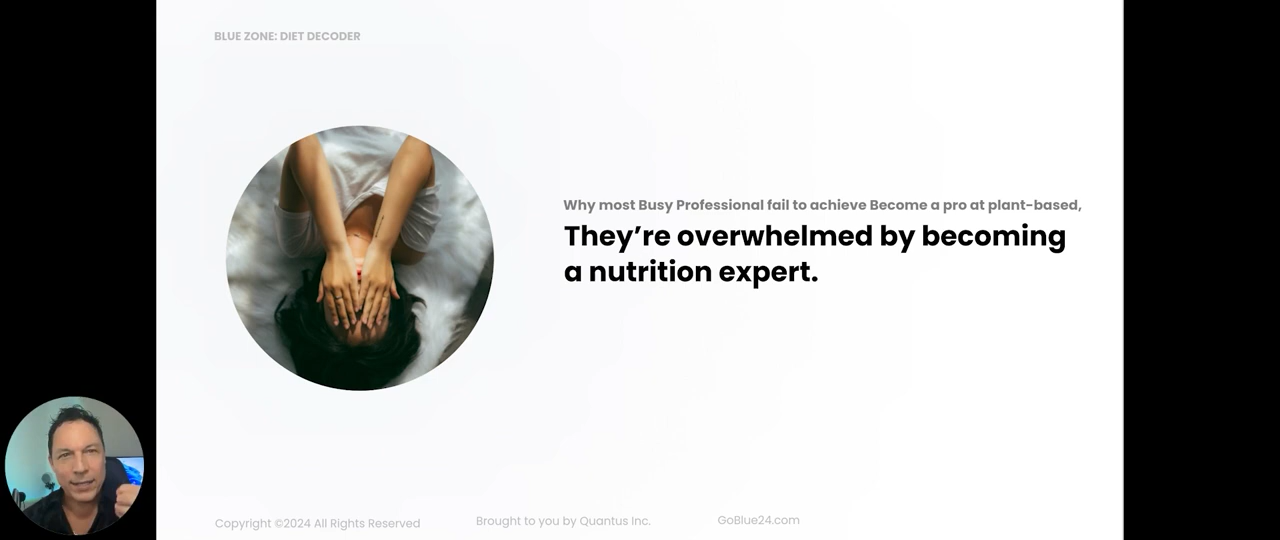 BLUE ZONE: DIET DECODER
Why most Busy Professional fail to achieve Become a pro at plant-based,
They’re overwhelmed by becoming
a nutrition expert.
Copyright ©2024 All Rights Reserved
Brought to you by Quantus Inc.
GoBlue24.com